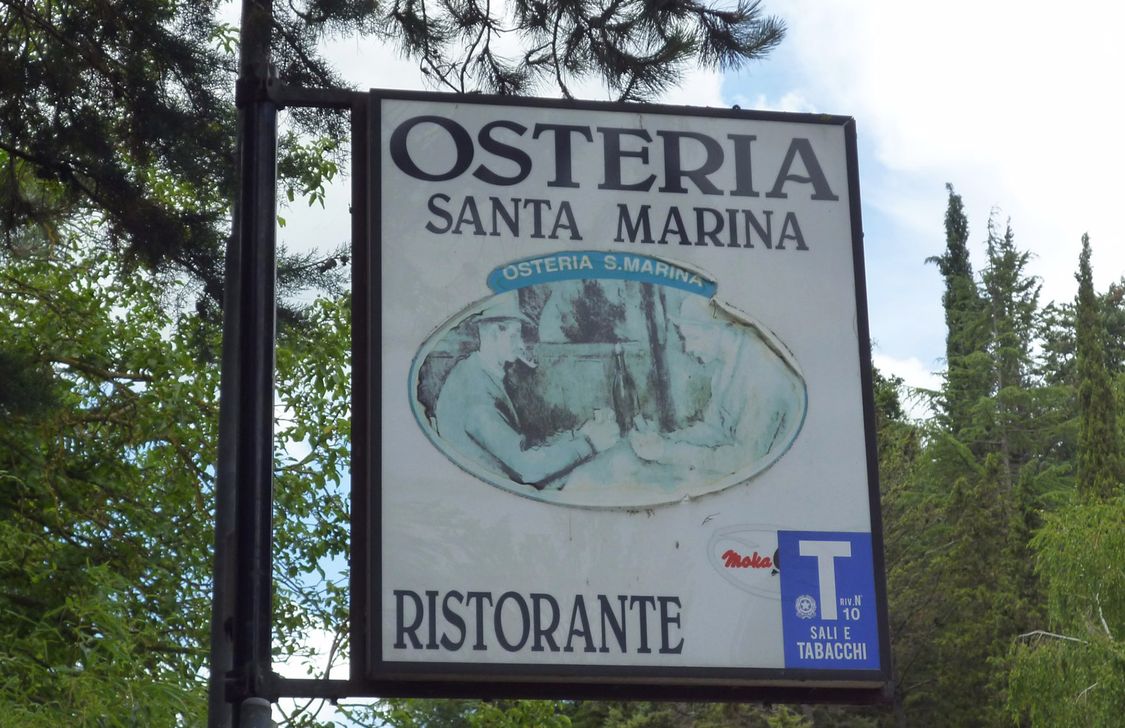 OSTERIA
SANTA MARINA
OSTERIA S.MARINA
Moka
T
RIV. N°
10
SALI E
TABACCHI
RISTORANTE